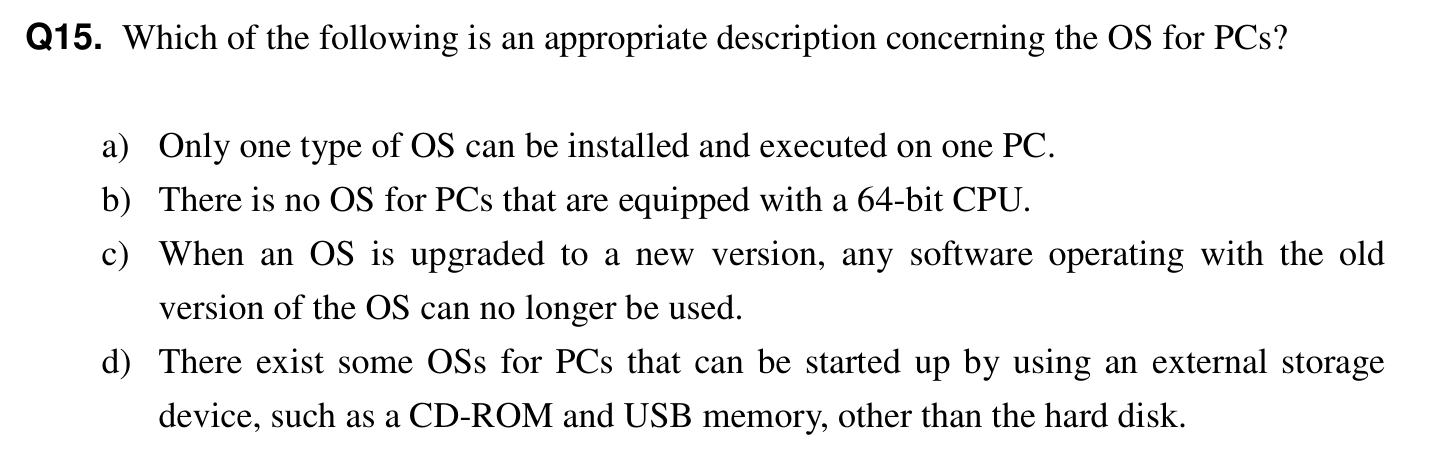 Q15. Which of the following is an appropriate description concerning the OS for PCs?
a) Only one type of OS can be installed and executed on one PC.
b) There is no OS for PCs that are equipped with a 64-bit CPU.
c) When an OS is upgraded to a new version, any software operating with the old
version of the OS can no longer be used.
d) There exist some OSs for PCs that can be started up by using an external storage
device, such as a CD-ROM and USB memory, other than the hard disk.